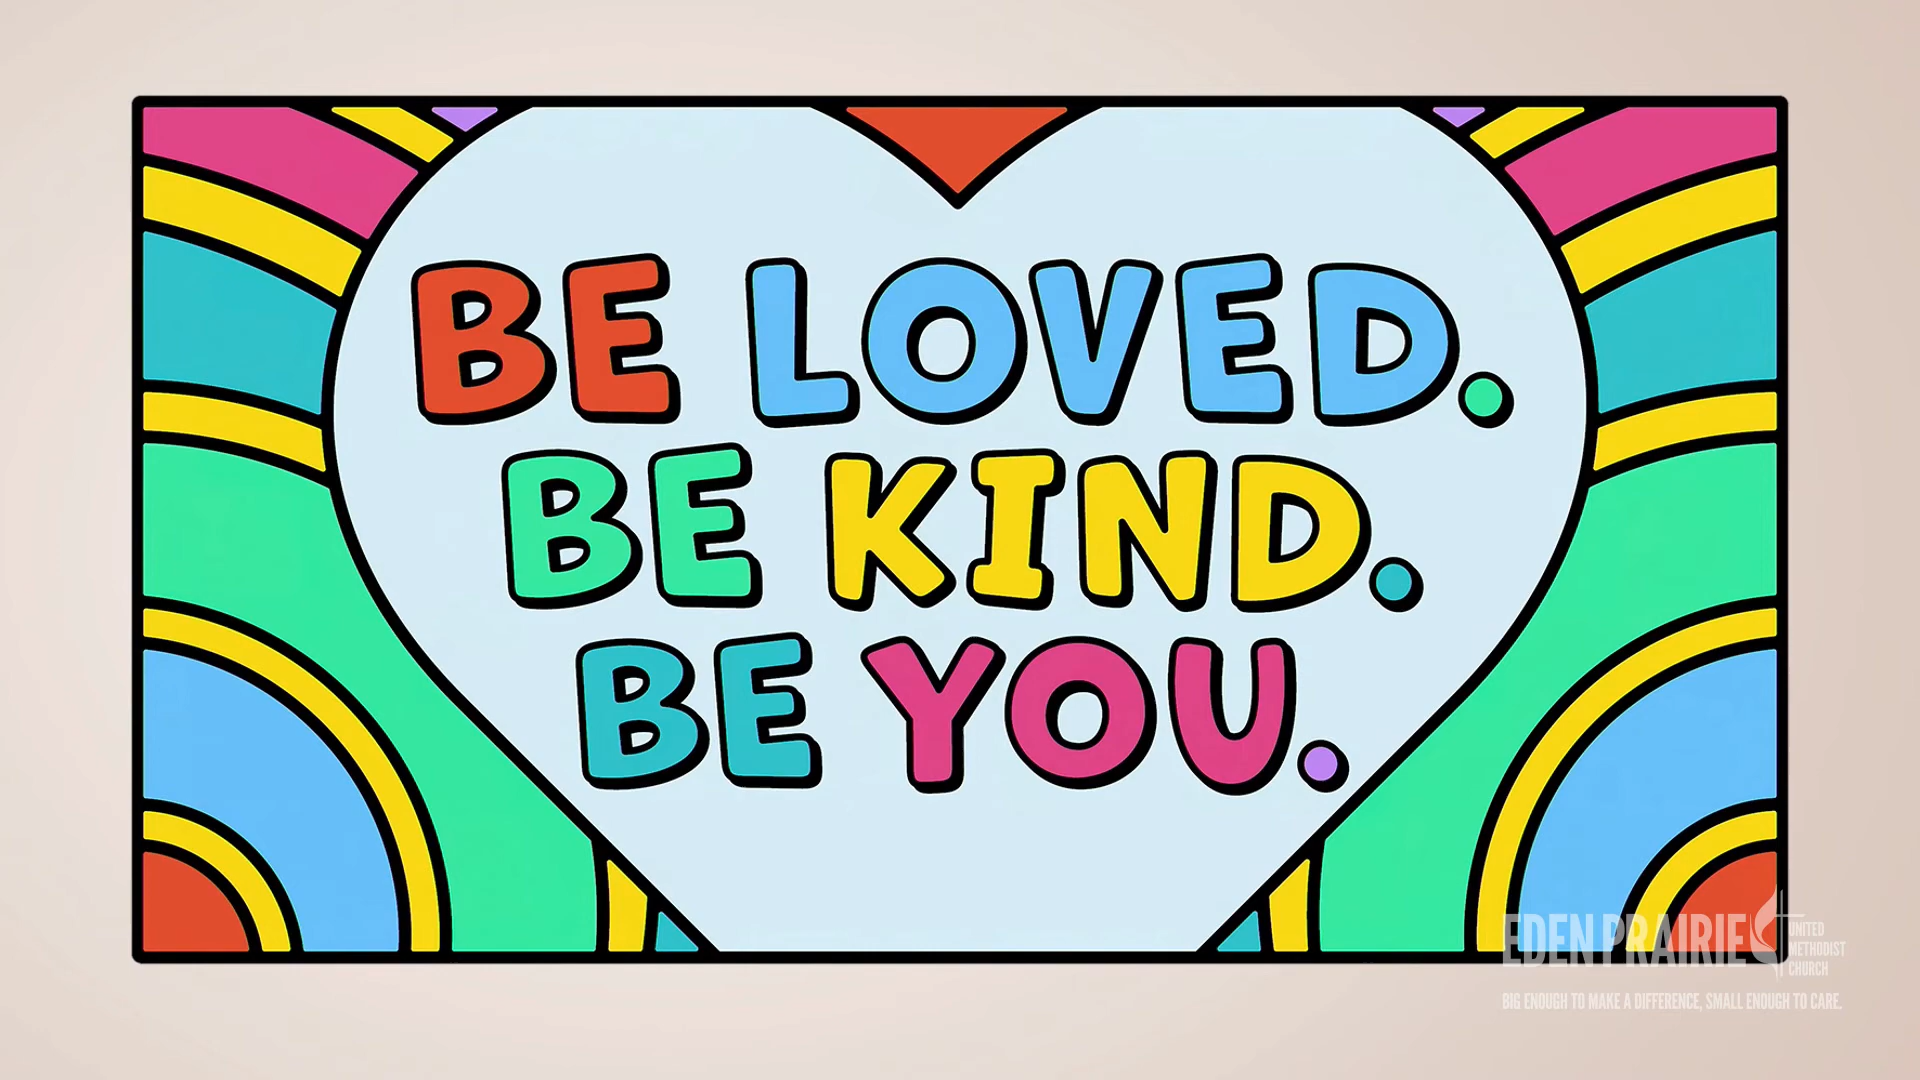 BE LOVED.
BE KIND.
BE YOU.
EDEN PRAIRIE
UNITED
METHODIST
CHURCH
BIG ENOUGH TO MAKE A DIFFERENCE, SMALL ENOUGH TO CARE.